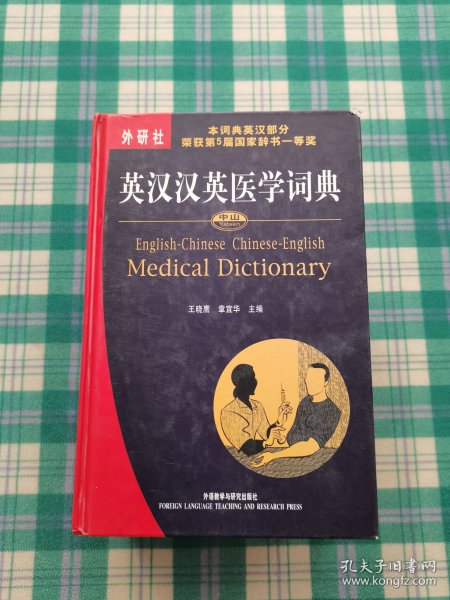 外研社
本词典英汉部分
荣获第5届国家辞书一等奖
英汉汉英医学词典
中山
Yatsen
English-Chinese Chinese-English
Medical Dictionary
王晓鹰 章宜华 主编
外语教学与研究出版社
FOREIGN LANGUAGE TEACHING AND RESEARCH PRESS
孔夫子旧书网
www.kongfz.com